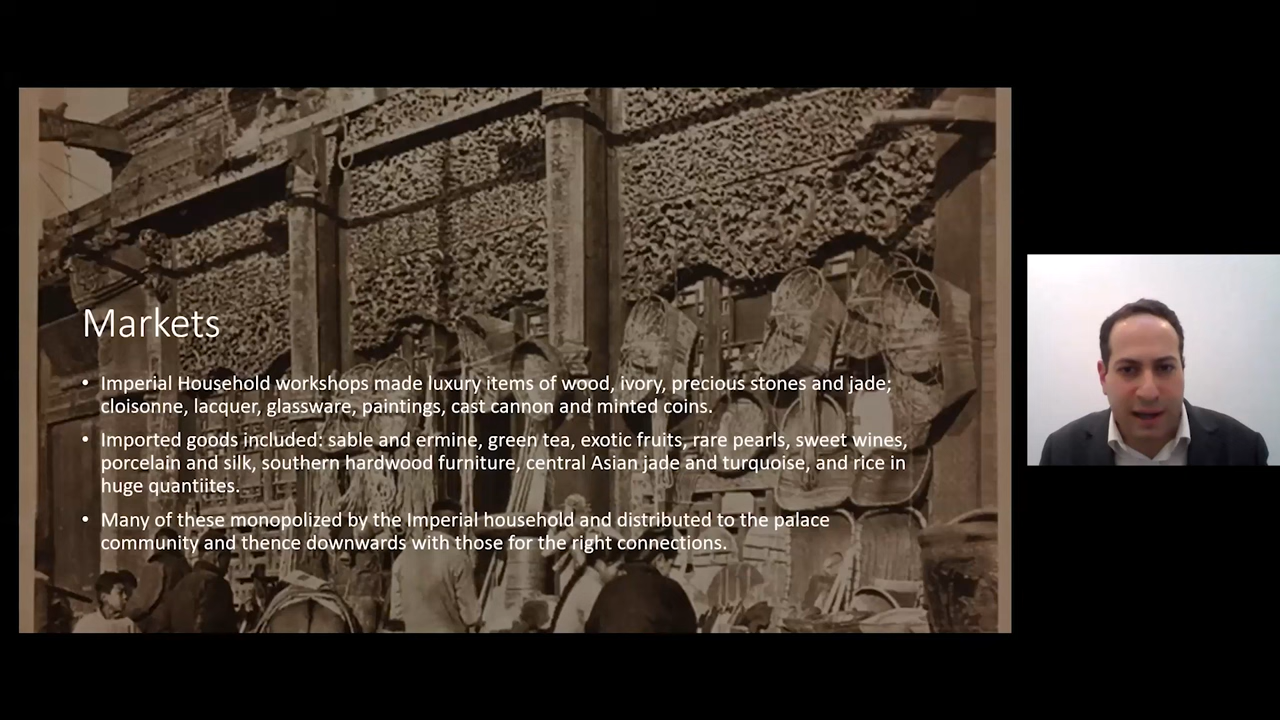 Markets
• Imperial Household workshops made luxury items of wood, ivory, precious stones and jade;
cloisonne, lacquer, glassware, paintings, cast cannon and minted coins.
• Imported goods included: sable and ermine, green tea, exotic fruits, rare pearls, sweet wines,
porcelain and silk, southern hardwood furniture, central Asian jade and turquoise, and rice in
huge quantiites.
• Many of these monopolized by the Imperial household and distributed to the palace
community and thence downwards with those for the right connections.